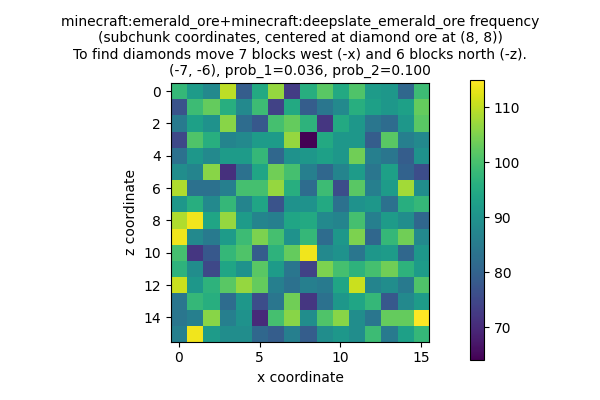 minecraft:emerald_ore+minecraft:deepslate_emerald_ore frequency
(subchunk coordinates, centered at diamond ore at (8, 8))
To find diamonds move 7 blocks west (-x) and 6 blocks north (-z).
(-7, -6), prob_1=0.036, prob_2=0.100
0
2
4
6
8
10
12
14
z coordinate
0
5
10
15
x coordinate
110
100
90
80
70